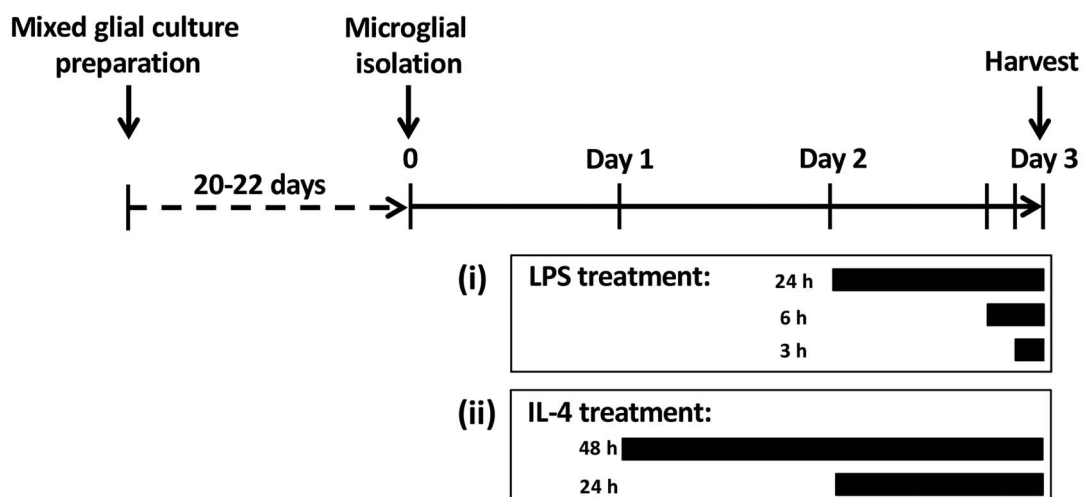 Mixed glial culture
preparation
Microglial
isolation
Harvest
0
Day 1
Day 2
Day 3
20-22 days
(i)
LPS treatment:
24 h
6 h
3 h
(ii)
IL-4 treatment:
48 h
24 h